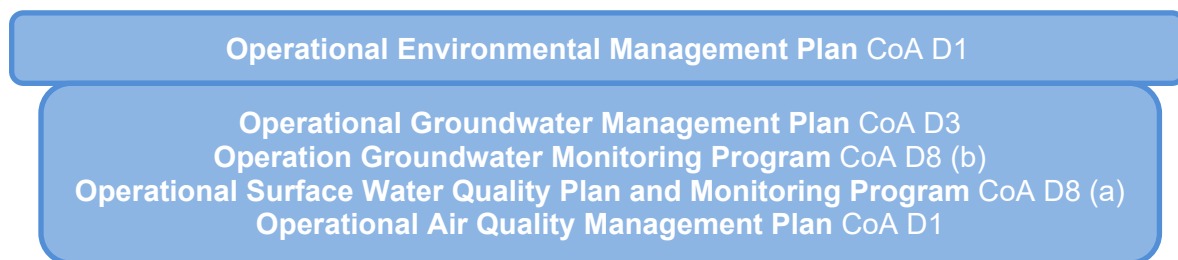 Operational Environmental Management Plan CoA D1
Operational Groundwater Management Plan CoA D3
Operation Groundwater Monitoring Program CoA D8 (b)
Operational Surface Water Quality Plan and Monitoring Program CoA D8 (a)
Operational Air Quality Management Plan CoA D1